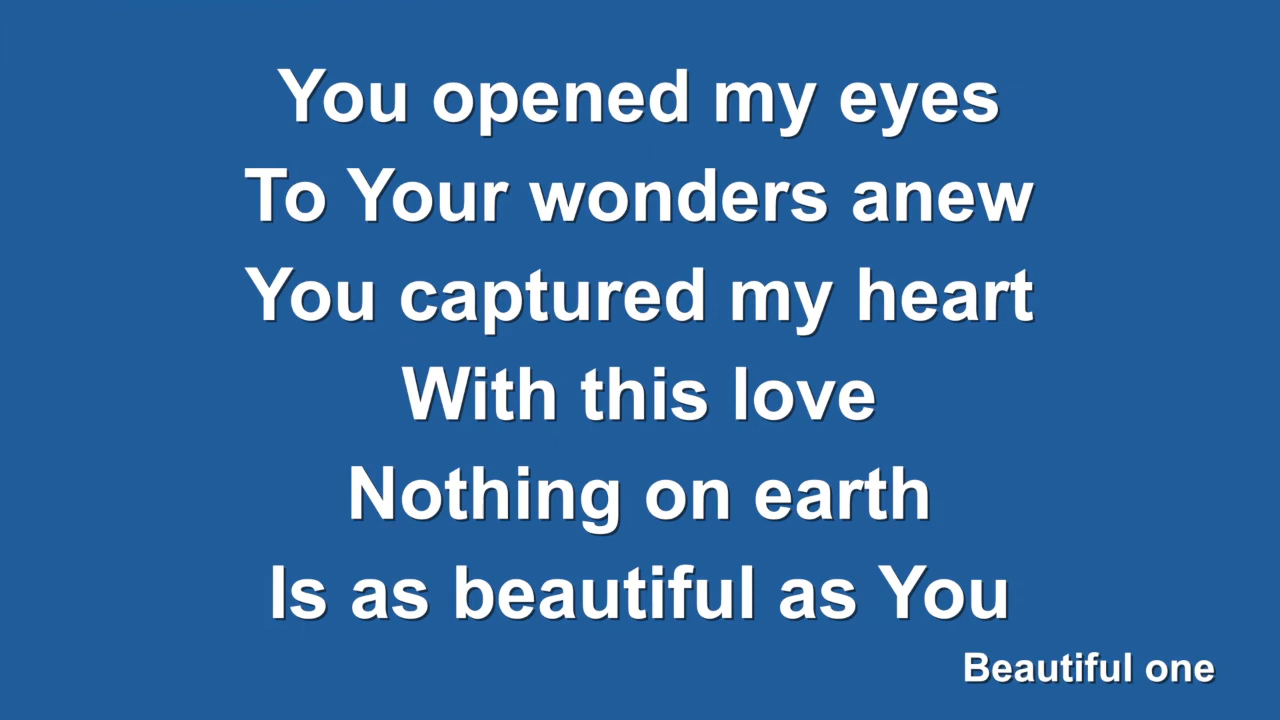 You opened my eyes
To Your wonders anew
You captured my heart
With this love
Nothing on earth
Is as beautiful as You
Beautiful one